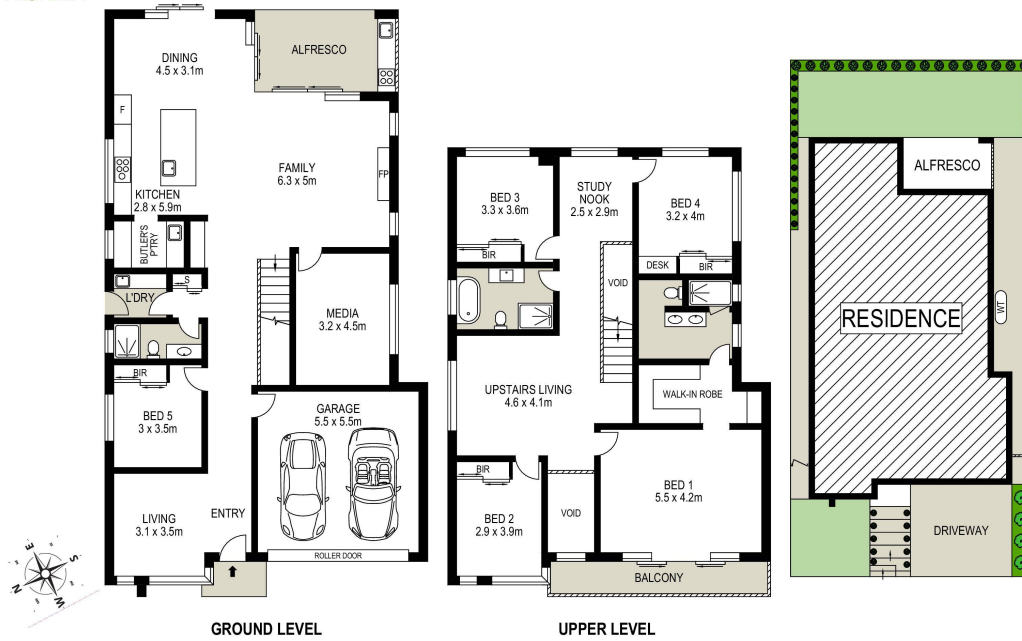 DINING
4.5 x 3.1m
ALFRESCO
F
KITCHEN
2.8 x 5.9m
FAMILY
6.3 x 5m
FP
BUTLER'S
P'TRY
S
L'DRY
MEDIA
3.2 x 4.5m
BIR
BED 5
3 x 3.5m
GARAGE
5.5 x 5.5m
LIVING
3.1 x 3.5m
ENTRY
ROLLER DOOR
GROUND LEVEL
BED 3
3.3 x 3.6m
BIR
STUDY
NOOK
2.5 x 2.9m
BED 4
3.2 x 4m
DESK
BIR
VOID
UPSTAIRS LIVING
4.6 x 4.1m
WALK-IN ROBE
BIR
BED 2
2.9 x 3.9m
VOID
BED 1
5.5 x 4.2m
BALCONY
UPPER LEVEL
ALFRESCO
RESIDENCE
WT
DRIVEWAY
E
S
N
W